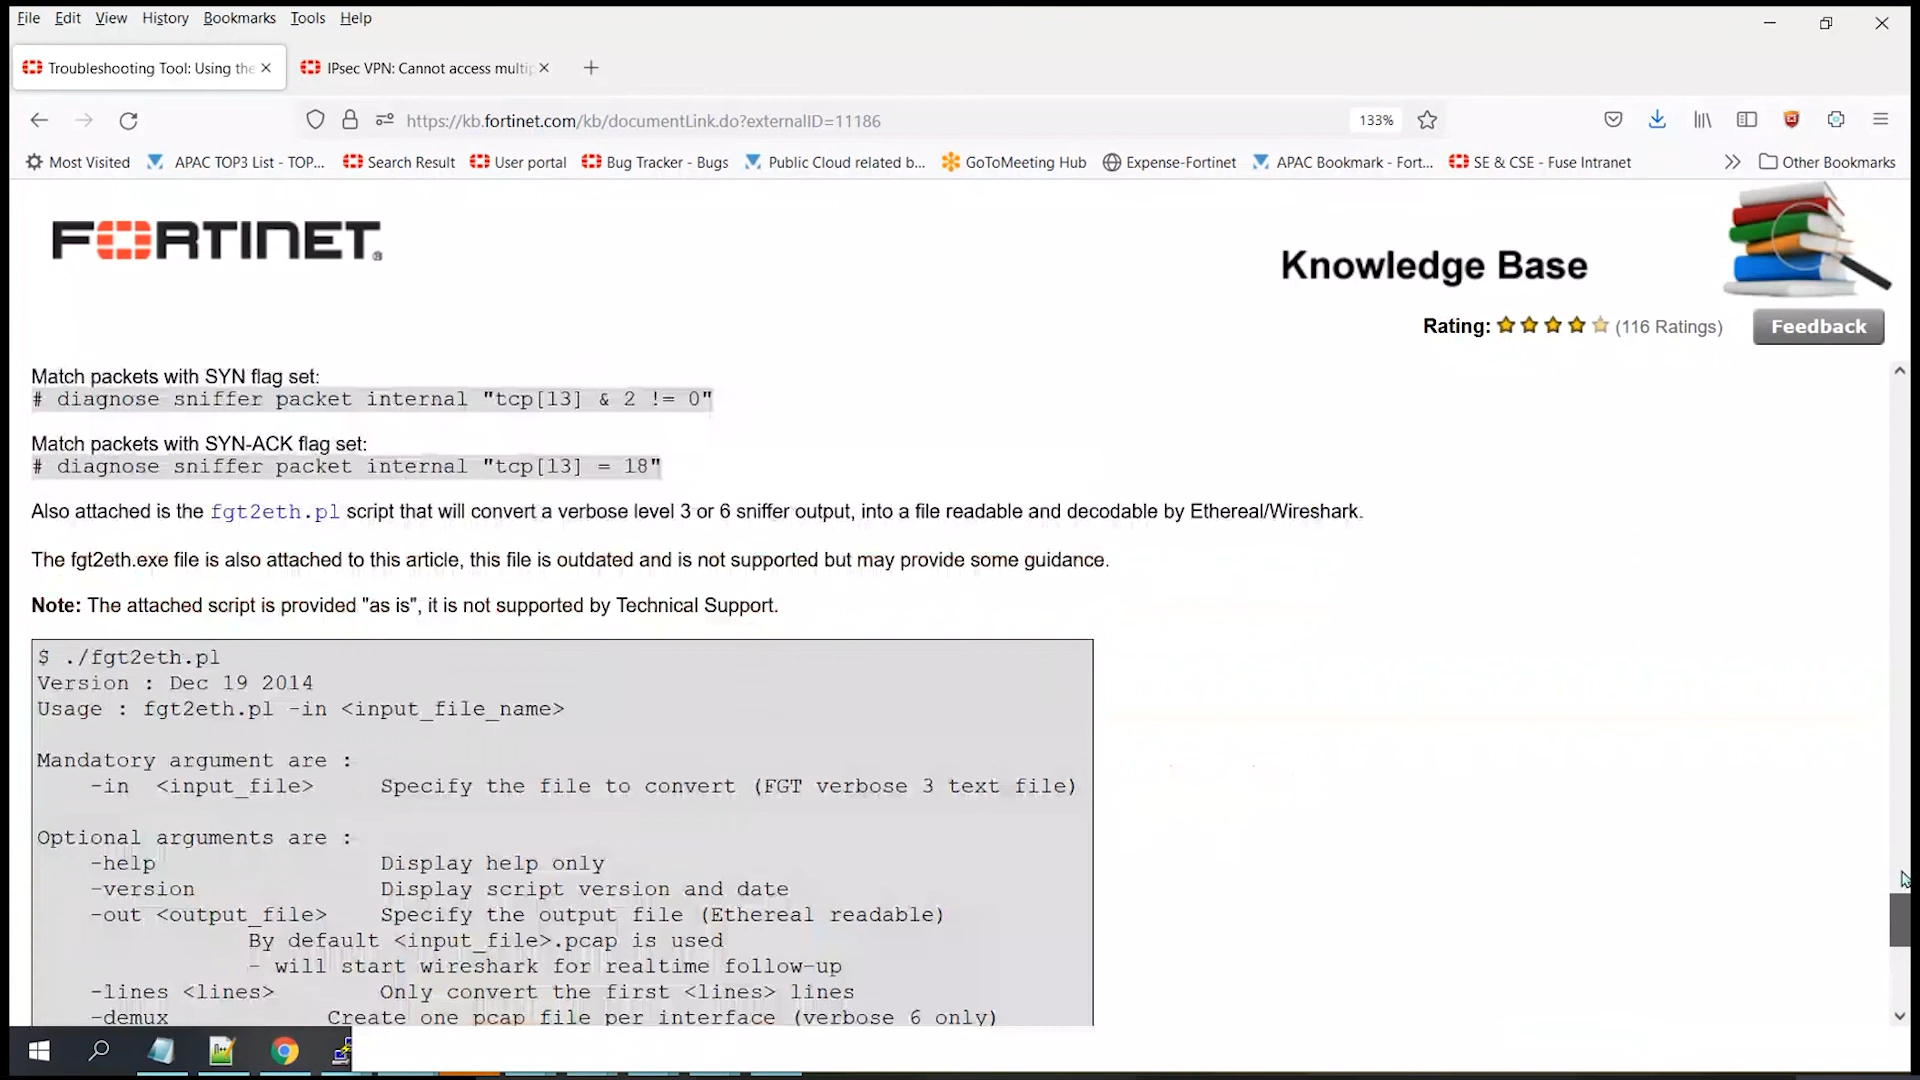 File Edit View History Bookmarks Tools Help
Troubleshooting Tool: Using the
IPsec VPN: Cannot access multip
https://kb.fortinet.com/kb/documentLink.do?externalID=11186
133%
Most Visited
APAC TOP3 List - TOP...
Search Result
User portal
Bug Tracker - Bugs
Public Cloud related b...
GoToMeeting Hub
Expense-Fortinet
APAC Bookmark - Fort...
SE & CSE - Fuse Intranet
Other Bookmarks
FORTINET®
Knowledge Base
Rating: (116 Ratings)
Feedback
Match packets with SYN flag set:
# diagnose sniffer packet internal "tcp[13] & 2 != 0"
Match packets with SYN-ACK flag set:
# diagnose sniffer packet internal "tcp[13] = 18"
Also attached is the fgt2eth.pl script that will convert a verbose level 3 or 6 sniffer output, into a file readable and decodable by Ethereal/Wireshark.
The fgt2eth.exe file is also attached to this article, this file is outdated and is not supported but may provide some guidance.
Note: The attached script is provided "as is", it is not supported by Technical Support.
$ ./fgt2eth.pl
Version : Dec 19 2014
Usage : fgt2eth.pl -in <input_file_name>
Mandatory argument are :
-in <input_file> Specify the file to convert (FGT verbose 3 text file)
Optional arguments are :
-help Display help only
-version Display script version and date
-out <output_file> Specify the output file (Ethereal readable)
By default <input_file>.pcap is used
- will start wireshark for realtime follow-up
-lines <lines> Only convert the first <lines> lines
-demux Create one pcap file per interface (verbose 6 only)